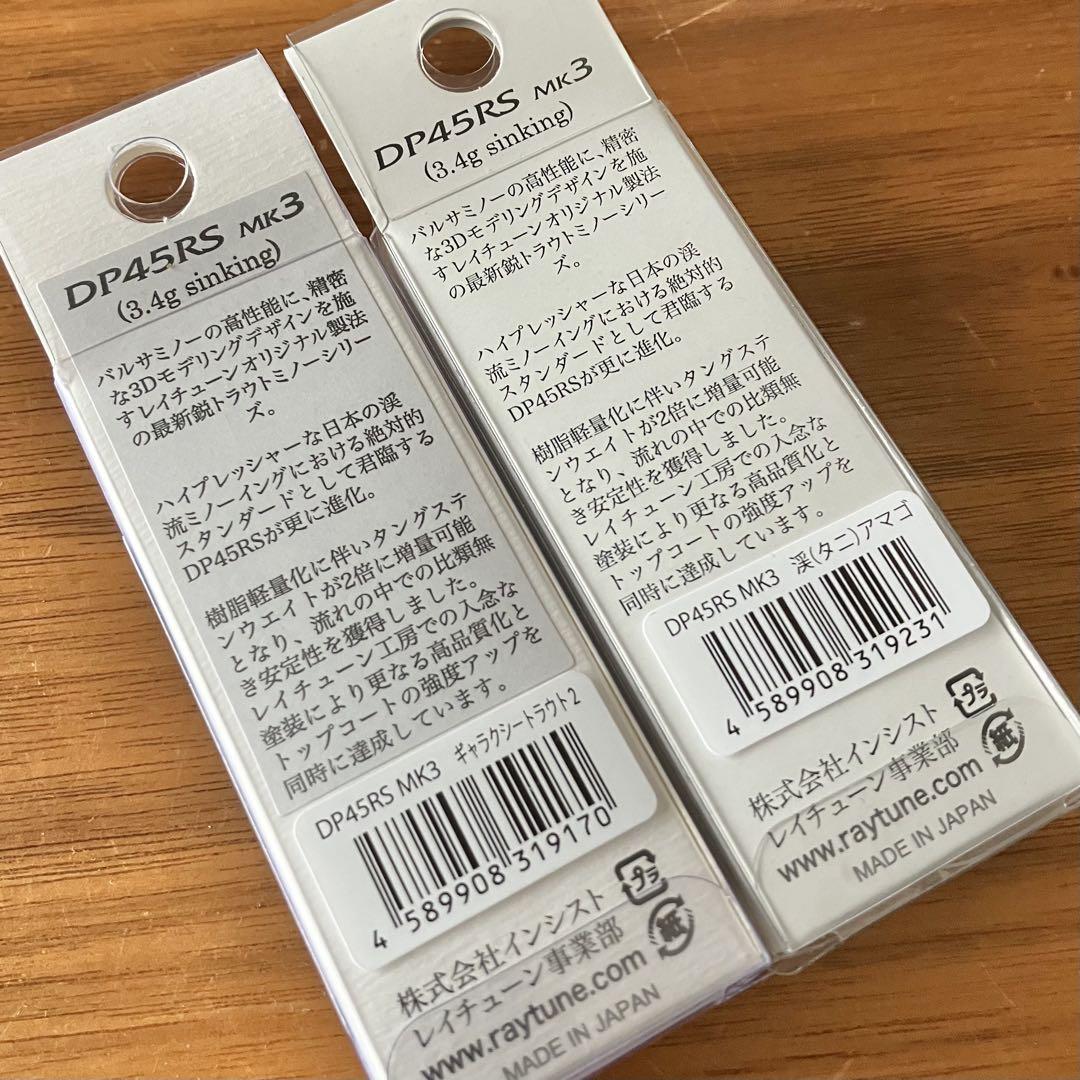 DP45RS MK3
(3.4g sinking)
バルサミノーの高性能に、精密
な3Dモデリングデザインを施
すレイチューンオリジナル製法
の最新鋭トラウトミノーシリー
ズ。
ハイプレッシャーな日本の渓
流ミノーイングにおける絶対的
スタンダードとして君臨する
DP45RSが更に進化。
樹脂軽量化に伴いタングステ
ンウエイトが2倍に増量可能
となり、流れの中での比類無
き安定性を獲得しました。
レイチューン工房での入念な
塗装により更なる高品質化と
トップコートの強度アップを
同時に達成しています。
DP45RS MK3 ギャラクシートラウト2
4 589908 319170
プラ
紙
株式会社インシスト
レイチューン事業部
www.raytune.com
MADE IN JAPAN
DP45RS MK3
(3.4g sinking)
バルサミノーの高性能に、精密
な3Dモデリングデザインを施
すレイチューンオリジナル製法
の最新鋭トラウトミノーシリー
ズ。
ハイプレッシャーな日本の渓
流ミノーイングにおける絶対的
スタンダードとして君臨する
DP45RSが更に進化。
樹脂軽量化に伴いタングステ
ンウエイトが2倍に増量可能
となり、流れの中での比類無
き安定性を獲得しました。
レイチューン工房での入念な
塗装により更なる高品質化と
トップコートの強度アップを
同時に達成しています。
DP45RS MK3 渓(タニ)アマゴ
4 589908 319231
プラ
紙
株式会社インシスト
レイチューン事業部
www.raytune.com
MADE IN JAPAN